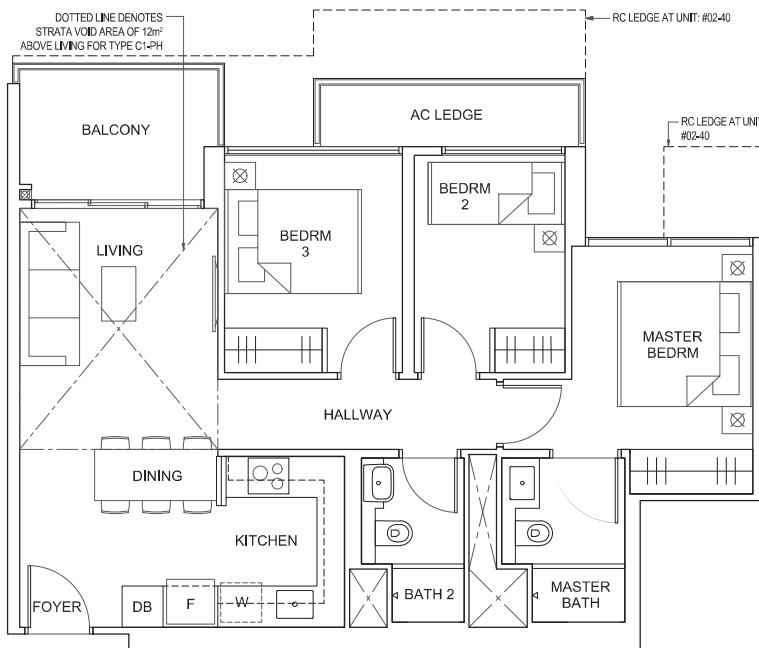 DOTTED LINE DENOTES
STRATA VOID AREA OF 12m²
ABOVE LIVING FOR TYPE C1-PH
RC LEDGE AT UNIT: #02-40
BALCONY
AC LEDGE
RC LEDGE AT UNIT
#02-40
LIVING
BEDRM
3
BEDRM
2
MASTER
BEDRM
HALLWAY
DINING
KITCHEN
FOYER
DB
F
W
BATH 2
MASTER
BATH